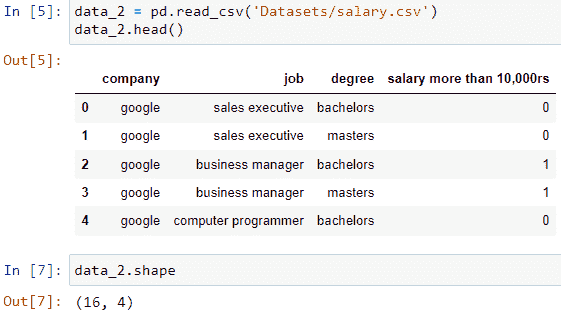 In [5]: data_2 = pd.read_csv('Datasets/salary.csv')
data_2.head()
Out[5]:
company job degree salary more than 10,000rs
0 google sales executive bachelors 0
1 google sales executive masters 0
2 google business manager bachelors 1
3 google business manager masters 1
4 google computer programmer bachelors 0
In [7]: data_2.shape
Out[7]: (16, 4)